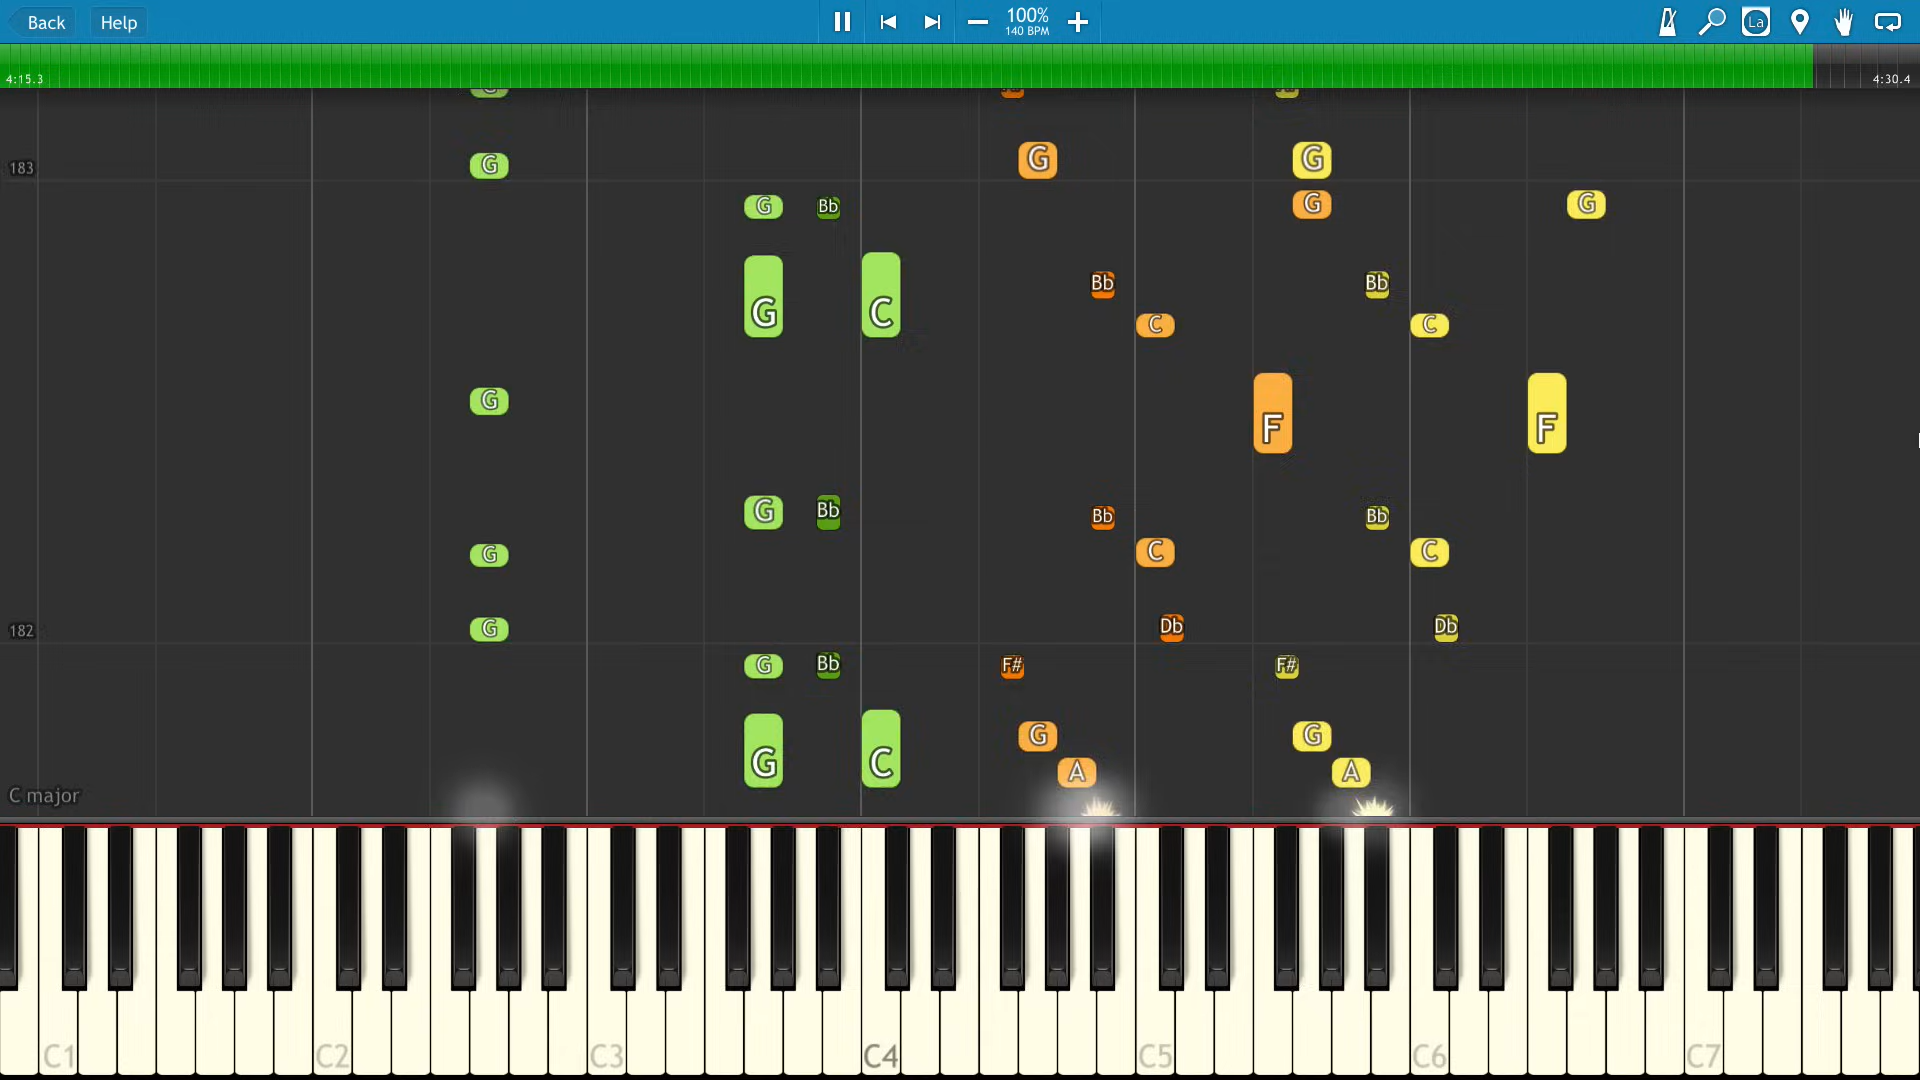 Back Help 100% La
140 BPM
4:15.3 4:30.4
G
183 G G G
G Bb G G
Bb Bb
G C C C
G F F
G Bb Bb Bb
G C C
182 G Db Db
G Bb F# F#
G G
G C A A
C major
C1 C2 C3 C4 C5 C6 C7